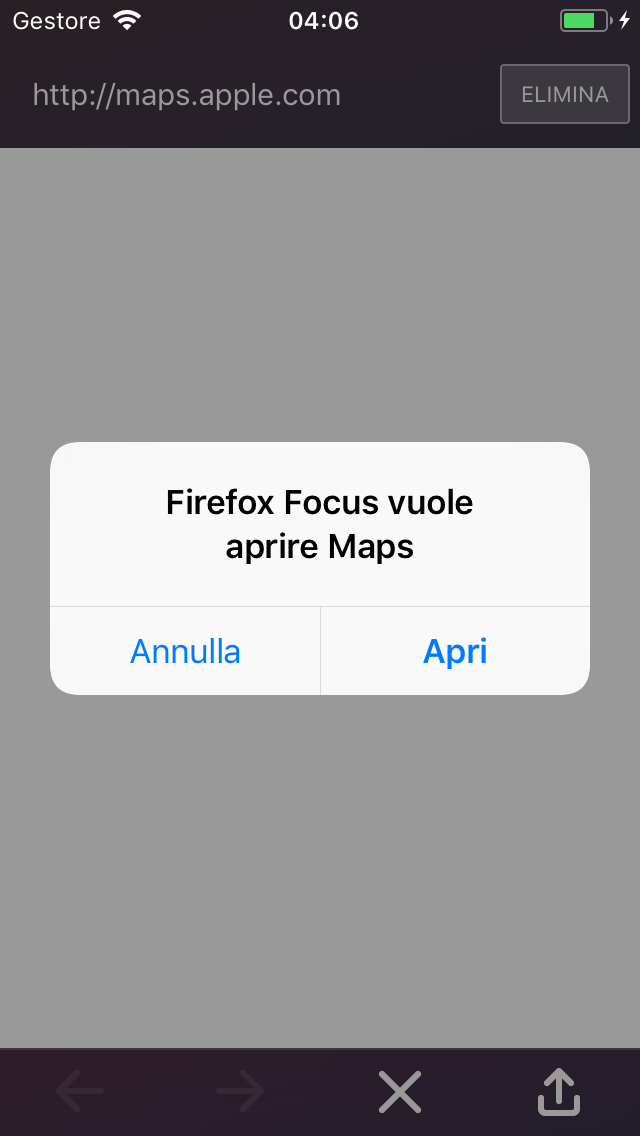 Gestore 04:06
http://maps.apple.com ELIMINA
Firefox Focus vuole
aprire Maps
Annulla Apri